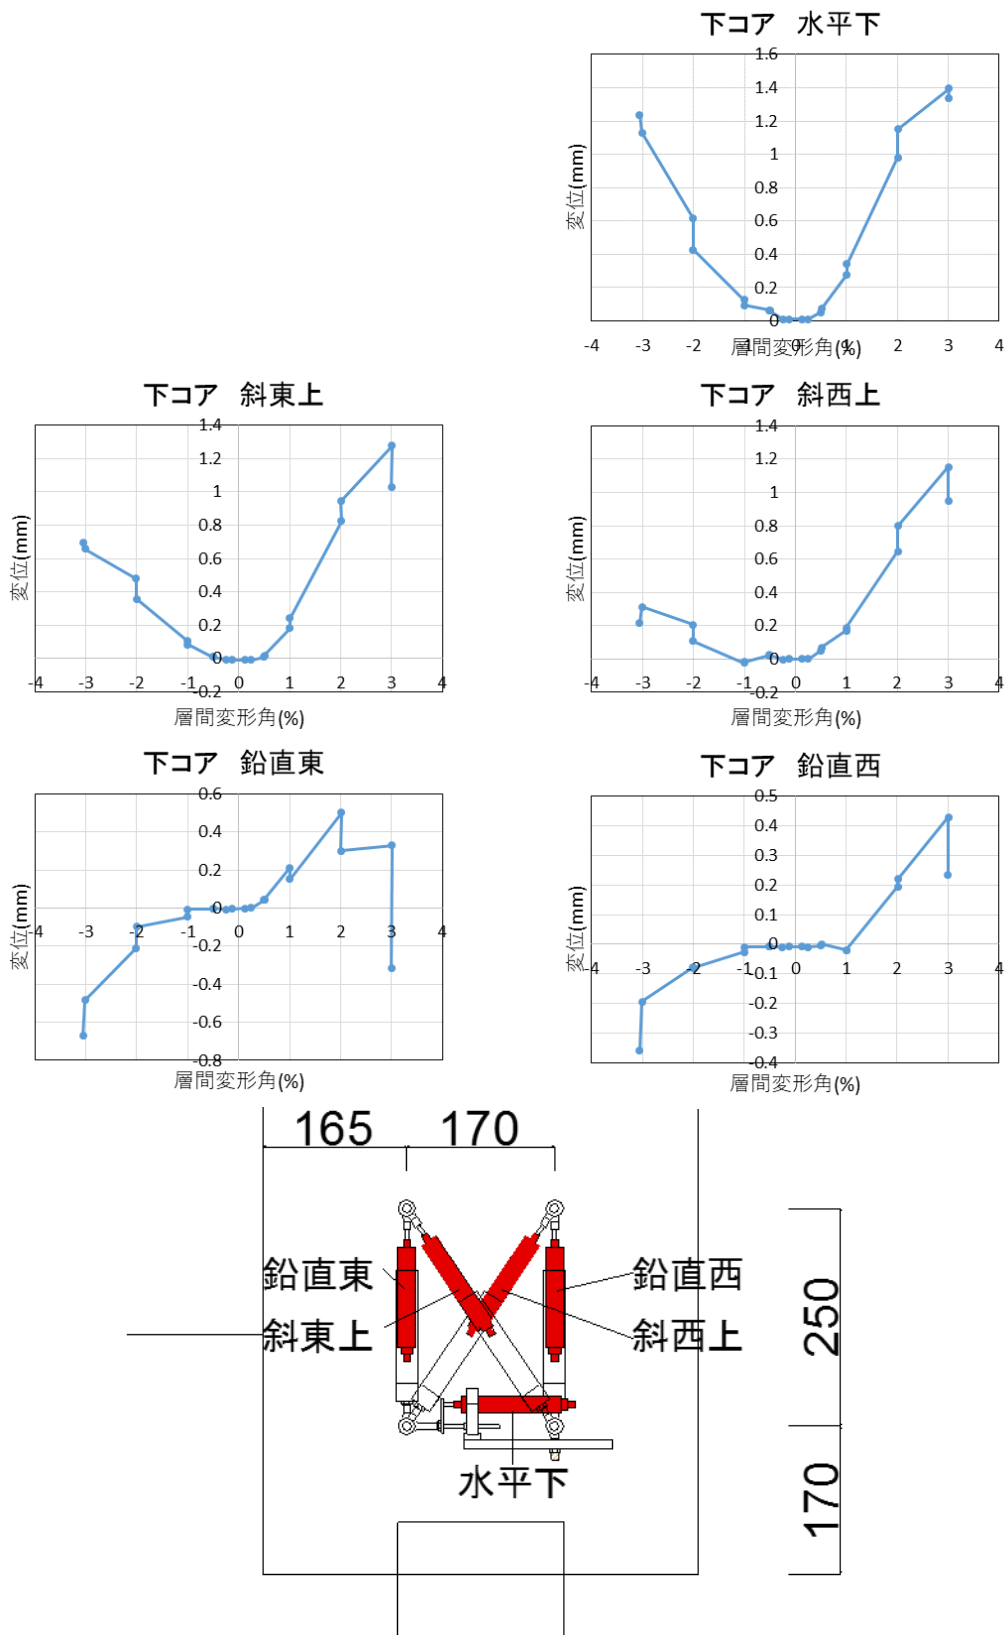 下コア 水平下
1.6
1.4
1.2
1
0.8
0.6
0.4
0.2
0
変位(mm)
-4 -3 -2 -1 0 1 2 3 4
層間変形角(%)
下コア 斜東上
1.4
1.2
1
0.8
0.6
0.4
0.2
0
-0.2
変位(mm)
-4 -3 -2 -1 0 1 2 3 4
層間変形角(%)
下コア 斜西上
1.4
1.2
1
0.8
0.6
0.4
0.2
0
-0.2
変位(mm)
-4 -3 -2 -1 0 1 2 3 4
層間変形角(%)
下コア 鉛直東
0.6
0.4
0.2
0
-0.2
-0.4
-0.6
-0.8
変位(mm)
-4 -3 -2 -1 0 1 2 3 4
層間変形角(%)
下コア 鉛直西
0.5
0.4
0.3
0.2
0.1
0
-0.1
-0.2
-0.3
-0.4
変位(mm)
-4 -3 -2 -1 0 1 2 3 4
層間変形角(%)
165 170
鉛直東 鉛直西
斜東上 斜西上
水平下
250
170